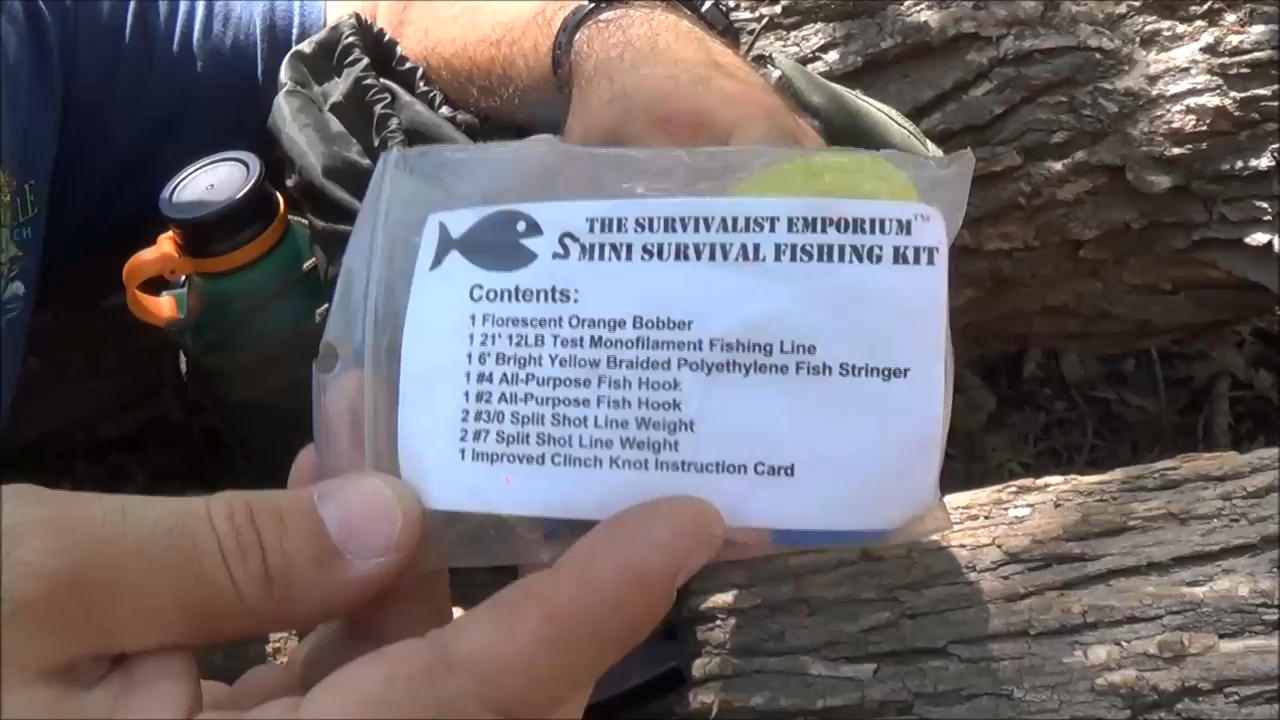 THE SURVIVALIST EMPORIUM™
MINI SURVIVAL FISHING KIT
Contents:
1 Florescent Orange Bobber
1 21' 12LB Test Monofilament Fishing Line
1 6' Bright Yellow Braided Polyethylene Fish Stringer
1 #4 All-Purpose Fish Hook
1 #2 All-Purpose Fish Hook
2 #3/0 Split Shot Line Weight
2 #7 Split Shot Line Weight
1 Improved Clinch Knot Instruction Card